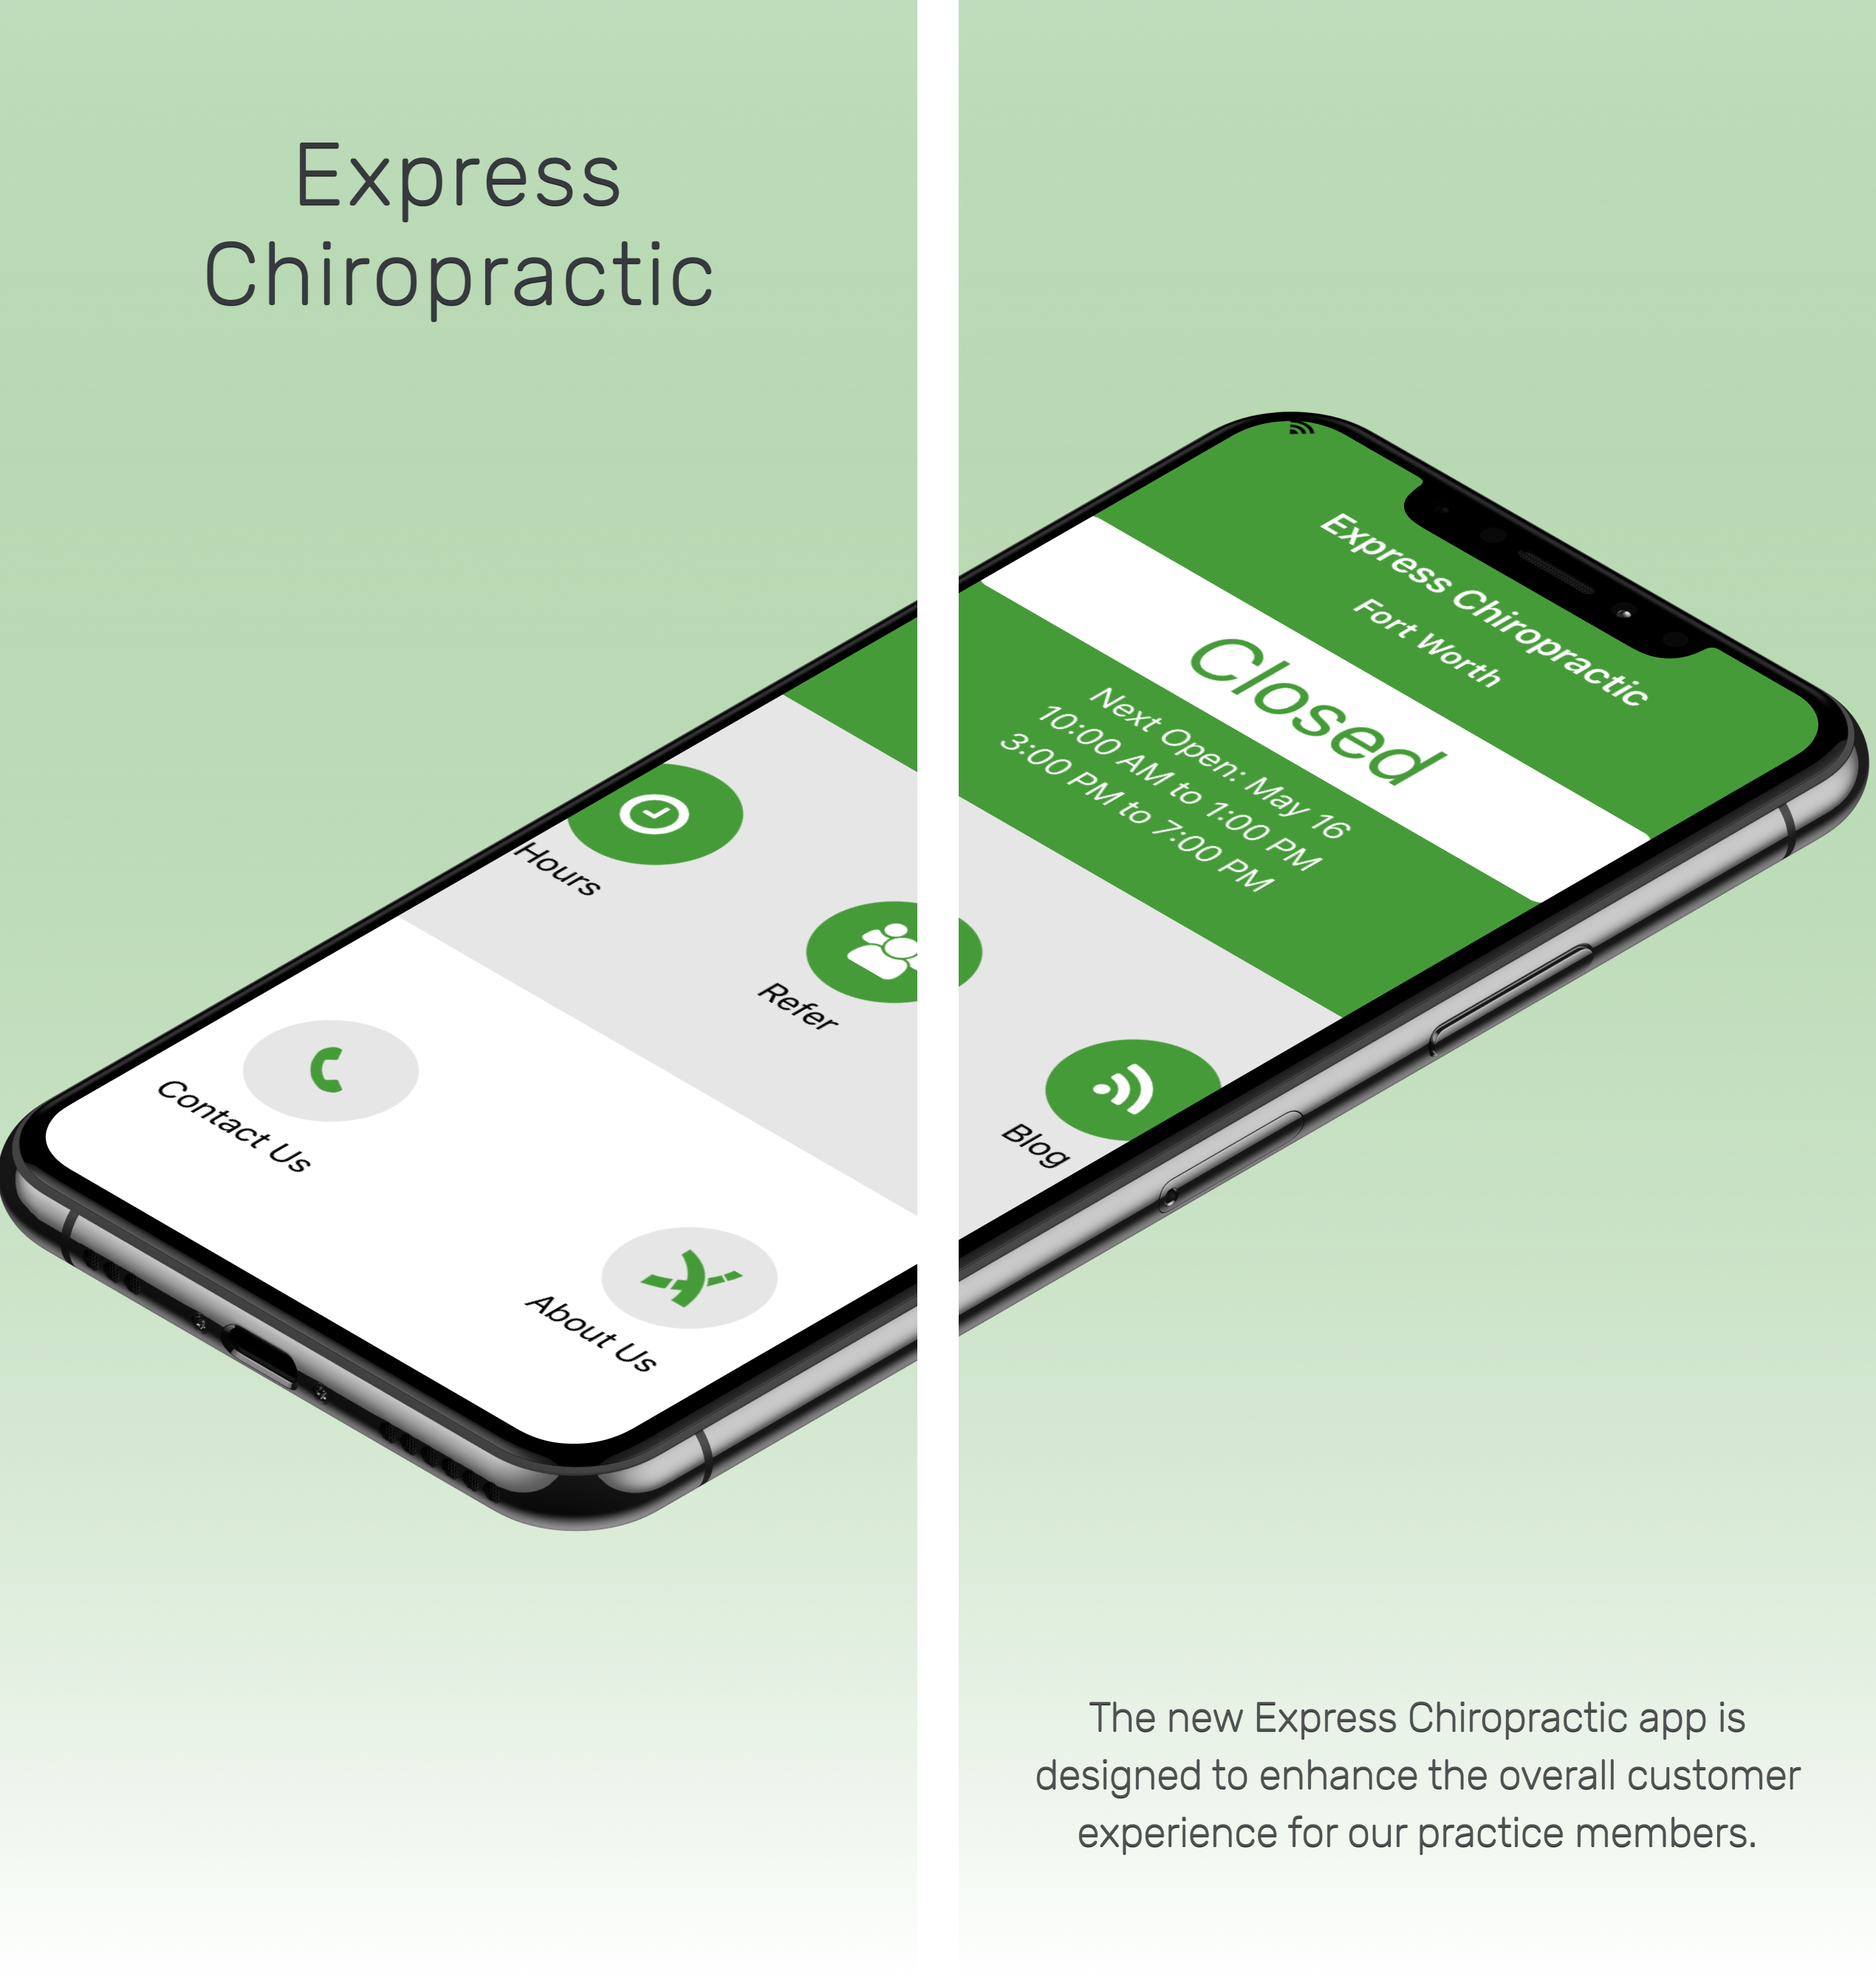 Express
Chiropractic
Express Chiropractic
Fort Worth
Closed
Next Open: May 16
10:00 AM to 1:00 PM
3:00 PM to 7:00 PM
Hours
Refer
Blog
Contact Us
About Us
The new Express Chiropractic app is
designed to enhance the overall customer
experience for our practice members.